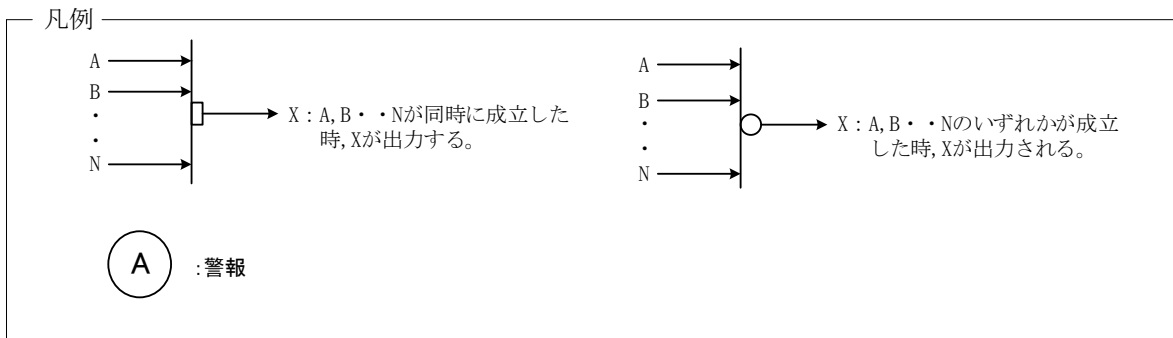 凡例
A
B
・
・
N
X：A,B・・Nが同時に成立した
時,Xが出力する。
A
B
・
・
N
X：A,B・・Nのいずれかが成立
した時,Xが出力される。
A
:警報